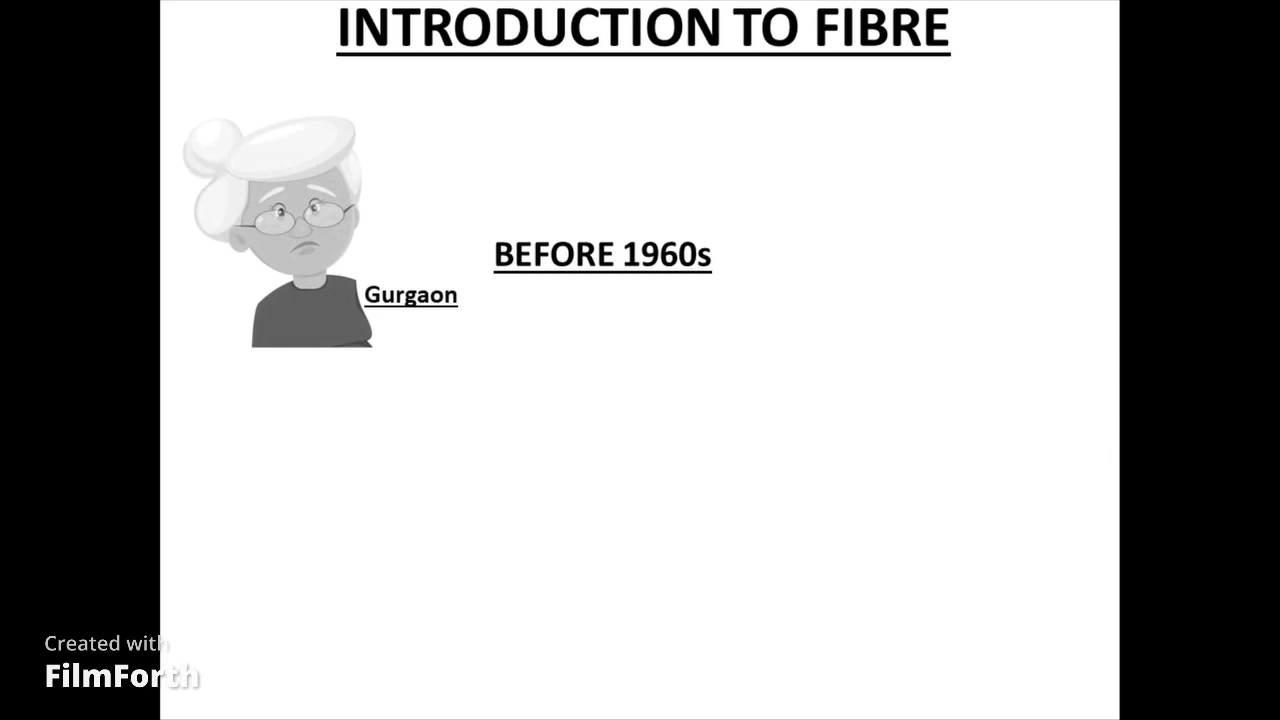 INTRODUCTION TO FIBRE
BEFORE 1960s
Gurgaon
Created with
FilmForth